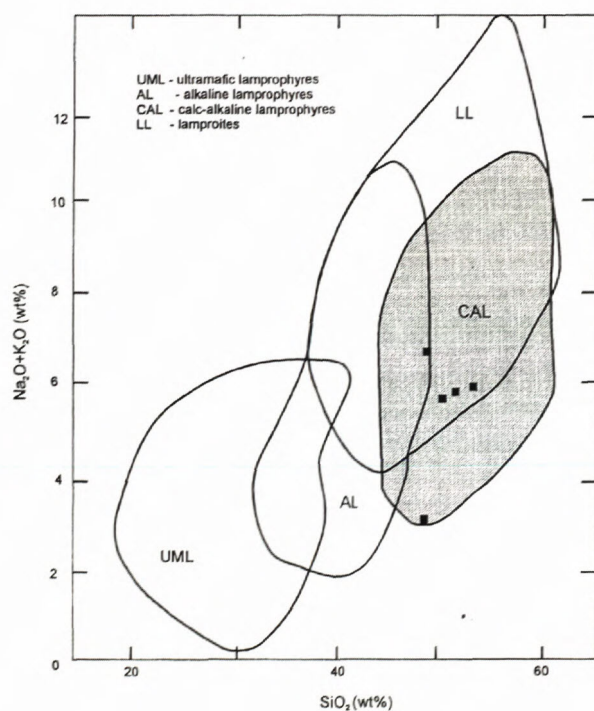 UML - ultramafic lamprophyres
AL - alkaline lamprophyres
CAL - calc-alkaline lamprophyres
LL - lamproites
LL
CAL
AL
UML
12
10
8
6
4
2
0
20
40
50
60
Na₂O+K₂O (wt%)
SiO₂ (wt%)